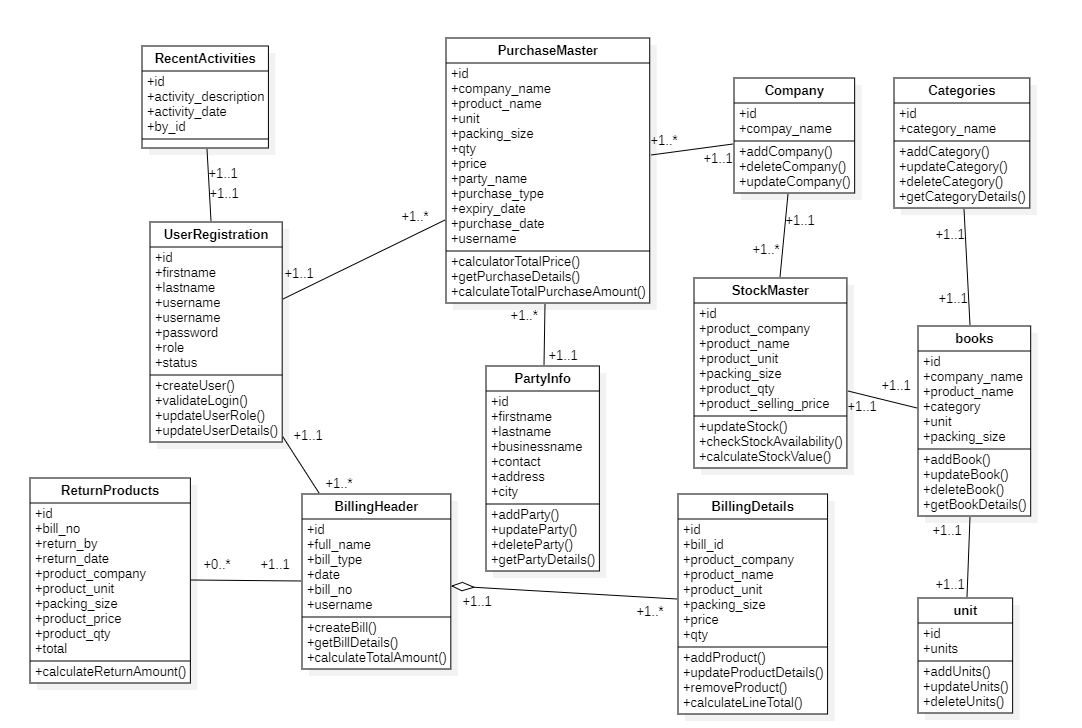 RecentActivities
+id
+activity_description
+activity_date
+by_id
+1..1
+1..1
UserRegistration
+id
+firstname
+lastname
+username
+username
+password
+role
+status
+createUser()
+validateLogin()
+updateUserRole()
+updateUserDetails()
+1..1
+1..*
PurchaseMaster
+id
+company_name
+product_name
+unit
+packing_size
+qty
+price
+party_name
+purchase_type
+expiry_date
+purchase_date
+username
+calculatorTotalPrice()
+getPurchaseDetails()
+calculateTotalPurchaseAmount()
+1..*
+1..1
Company
+id
+compay_name
+addCompany()
+deleteCompany()
+updateCompany()
+1..1
+1..*
Categories
+id
+category_name
+addCategory()
+updateCategory()
+deleteCategory()
+getCategoryDetails()
+1..1
+1..1
StockMaster
+id
+product_company
+product_name
+product_unit
+packing_size
+product_qty
+product_selling_price
+updateStock()
+checkStockAvailability()
+calculateStockValue()
+1..1
+1..1
books
+id
+company_name
+product_name
+category
+unit
+packing_size
+addBook()
+updateBook()
+deleteBook()
+getBookDetails()
+1..1
+1..1
unit
+id
+units
+addUnits()
+updateUnits()
+deleteUnits()
+1..*
+1..1
PartyInfo
+id
+firstname
+lastname
+businessname
+contact
+address
+city
+addParty()
+updateParty()
+deleteParty()
+getPartyDetails()
+1..1
+1..*
ReturnProducts
+id
+bill_no
+return_by
+return_date
+product_company
+product_unit
+packing_size
+product_price
+product_qty
+total
+calculateReturnAmount()
+0..*
+1..1
BillingHeader
+id
+full_name
+bill_type
+date
+bill_no
+username
+createBill()
+getBillDetails()
+calculateTotalAmount()
+1..1
+1..*
BillingDetails
+id
+bill_id
+product_company
+product_name
+product_unit
+packing_size
+price
+qty
+addProduct()
+updateProductDetails()
+removeProduct()
+calculateLineTotal()